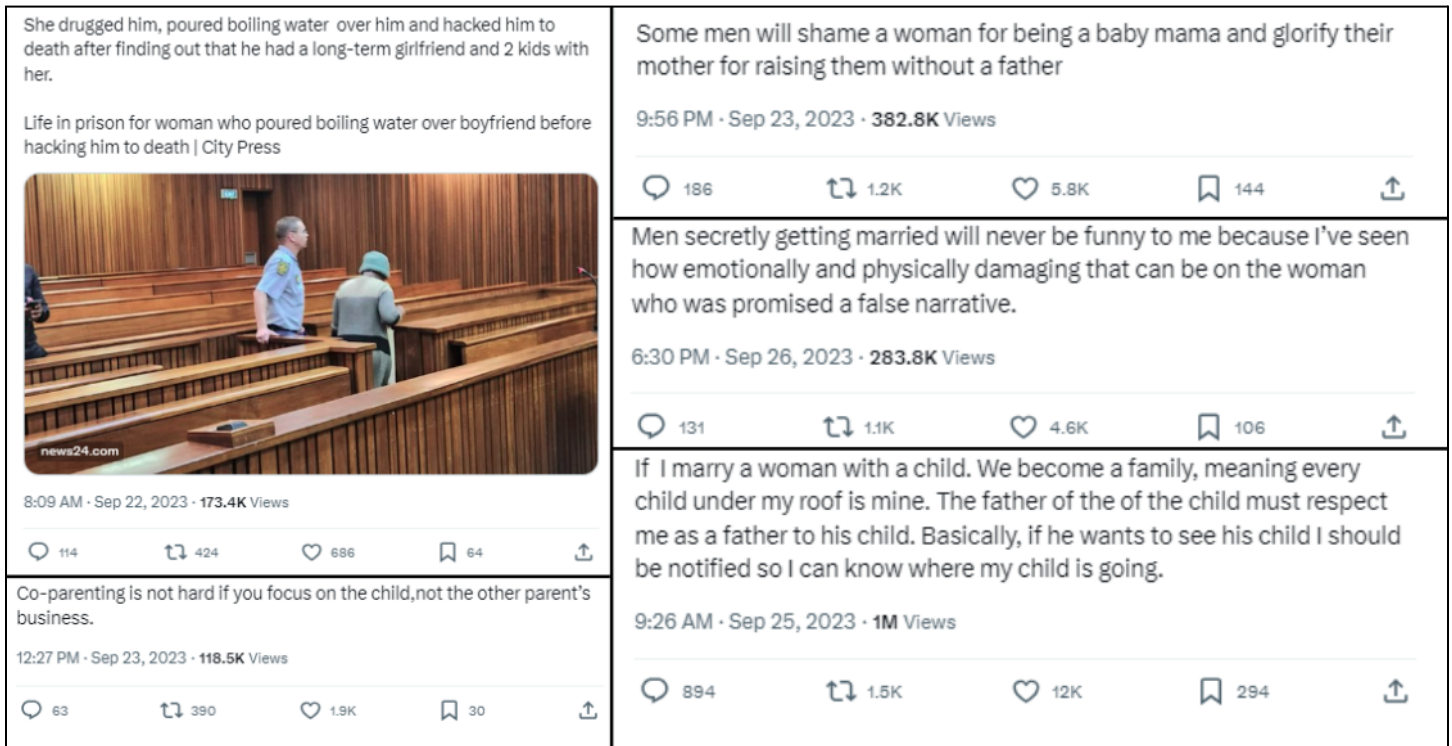 She drugged him, poured boiling water over him and hacked him to
death after finding out that he had a long-term girlfriend and 2 kids with
her.
Life in prison for woman who poured boiling water over boyfriend before
hacking him to death | City Press
news24.com
8:09 AM · Sep 22, 2023 · 173.4K Views
114 424 686 64
Co-parenting is not hard if you focus on the child,not the other parent's
business.
12:27 PM · Sep 23, 2023 · 118.5K Views
63 390 1.9K 30
Some men will shame a woman for being a baby mama and glorify their
mother for raising them without a father
9:56 PM · Sep 23, 2023 · 382.8K Views
186 1.2K 5.8K 144
Men secretly getting married will never be funny to me because I've seen
how emotionally and physically damaging that can be on the woman
who was promised a false narrative.
6:30 PM · Sep 26, 2023 · 283.8K Views
131 1.1K 4.6K 106
If I marry a woman with a child. We become a family, meaning every
child under my roof is mine. The father of the of the child must respect
me as a father to his child. Basically, if he wants to see his child I should
be notified so I can know where my child is going.
9:26 AM · Sep 25, 2023 · 1M Views
894 1.5K 12K 294